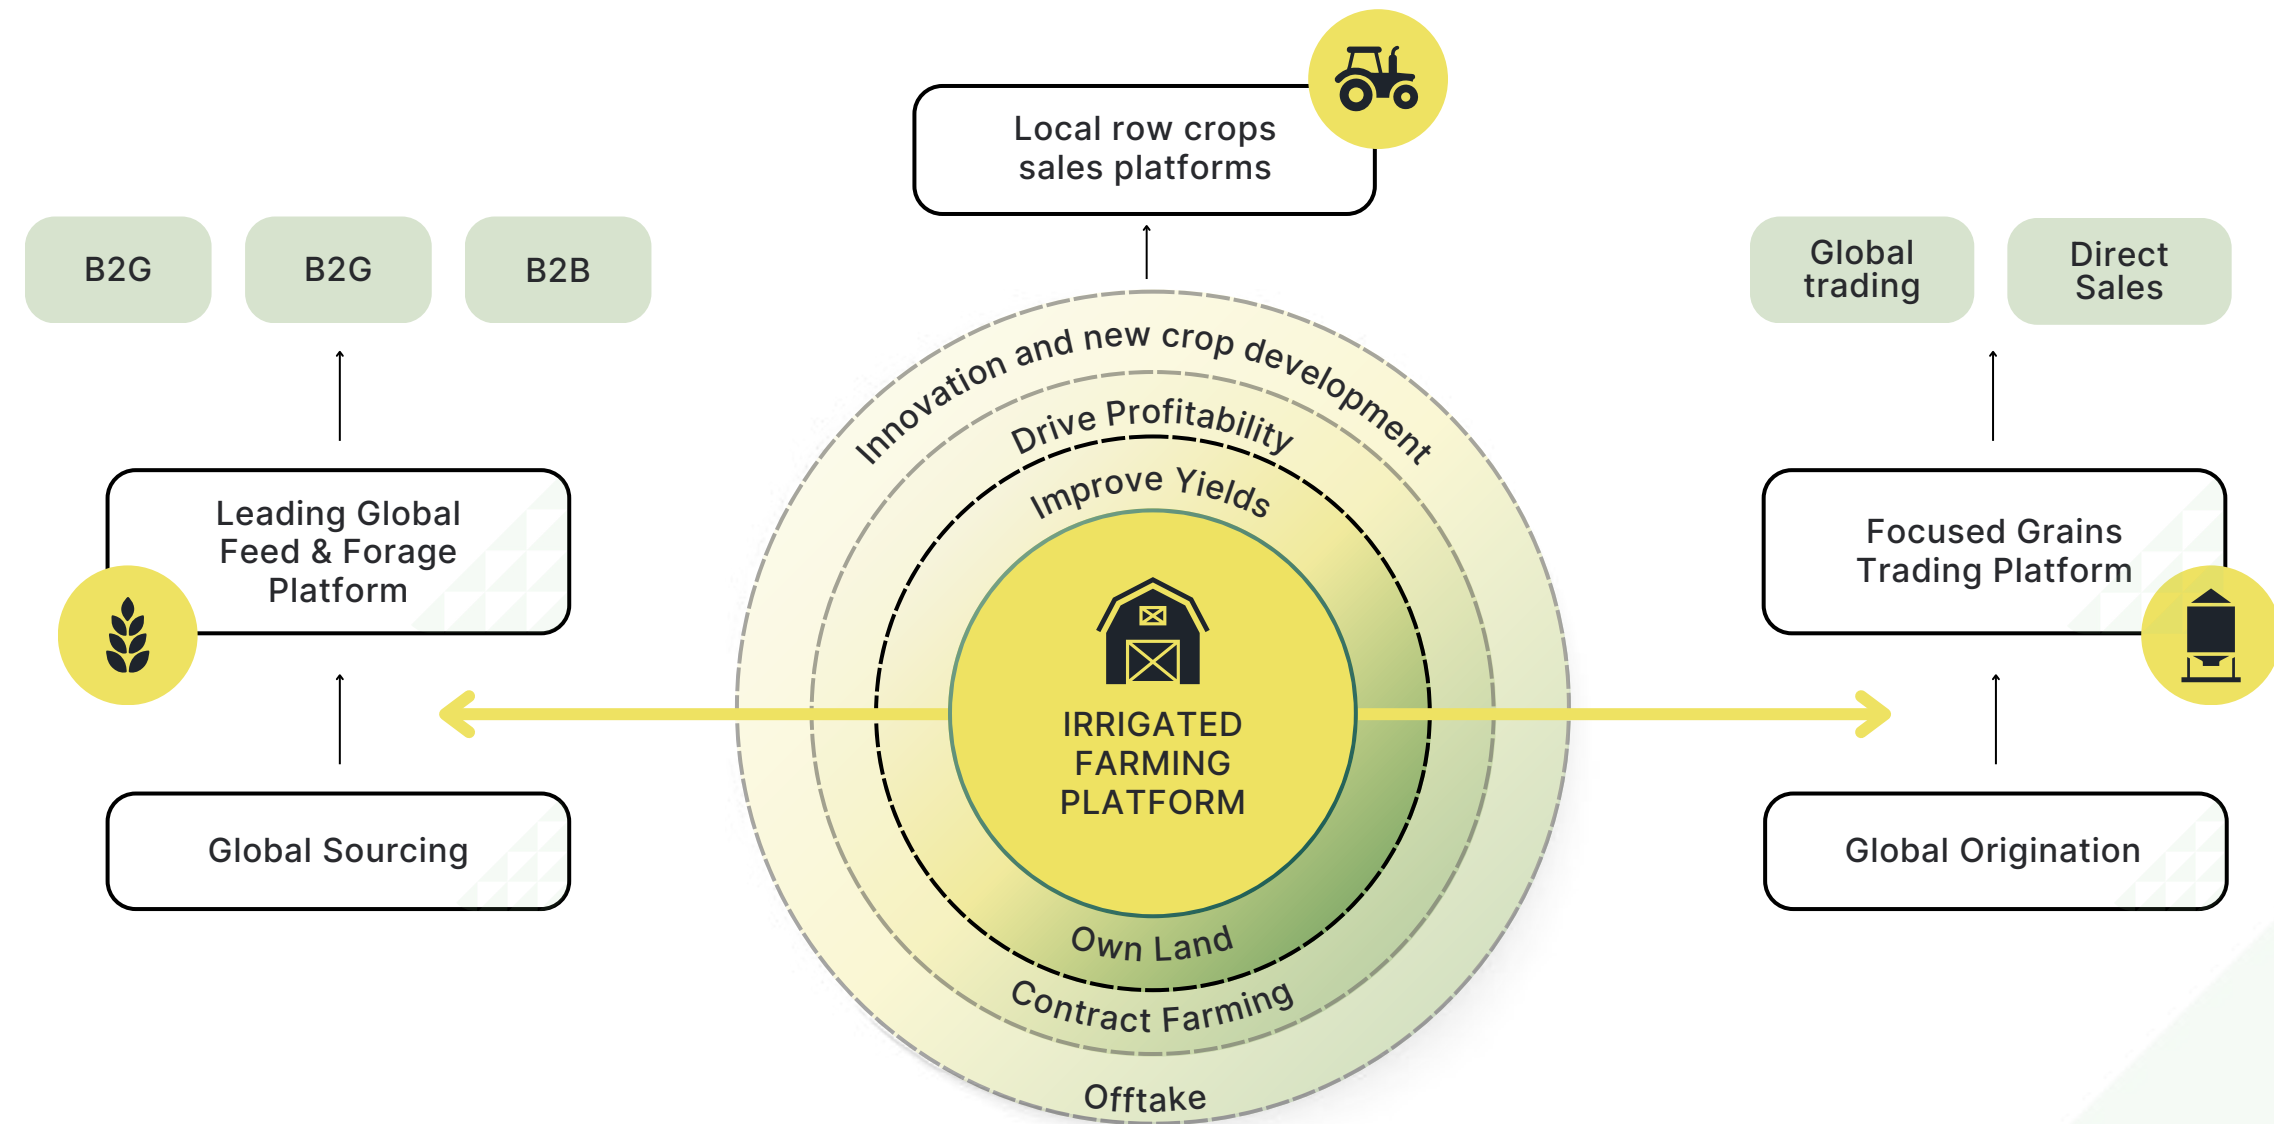 Local row crops
sales platforms
B2G
B2G
B2B
Global
trading
Direct
Sales
Innovation and new crop development
Drive Profitability
Improve Yields
Leading Global
Feed & Forage
Platform
Focused Grains
Trading Platform
IRRIGATED
FARMING
PLATFORM
Global Sourcing
Global Origination
Own Land
Contract Farming
Offtake